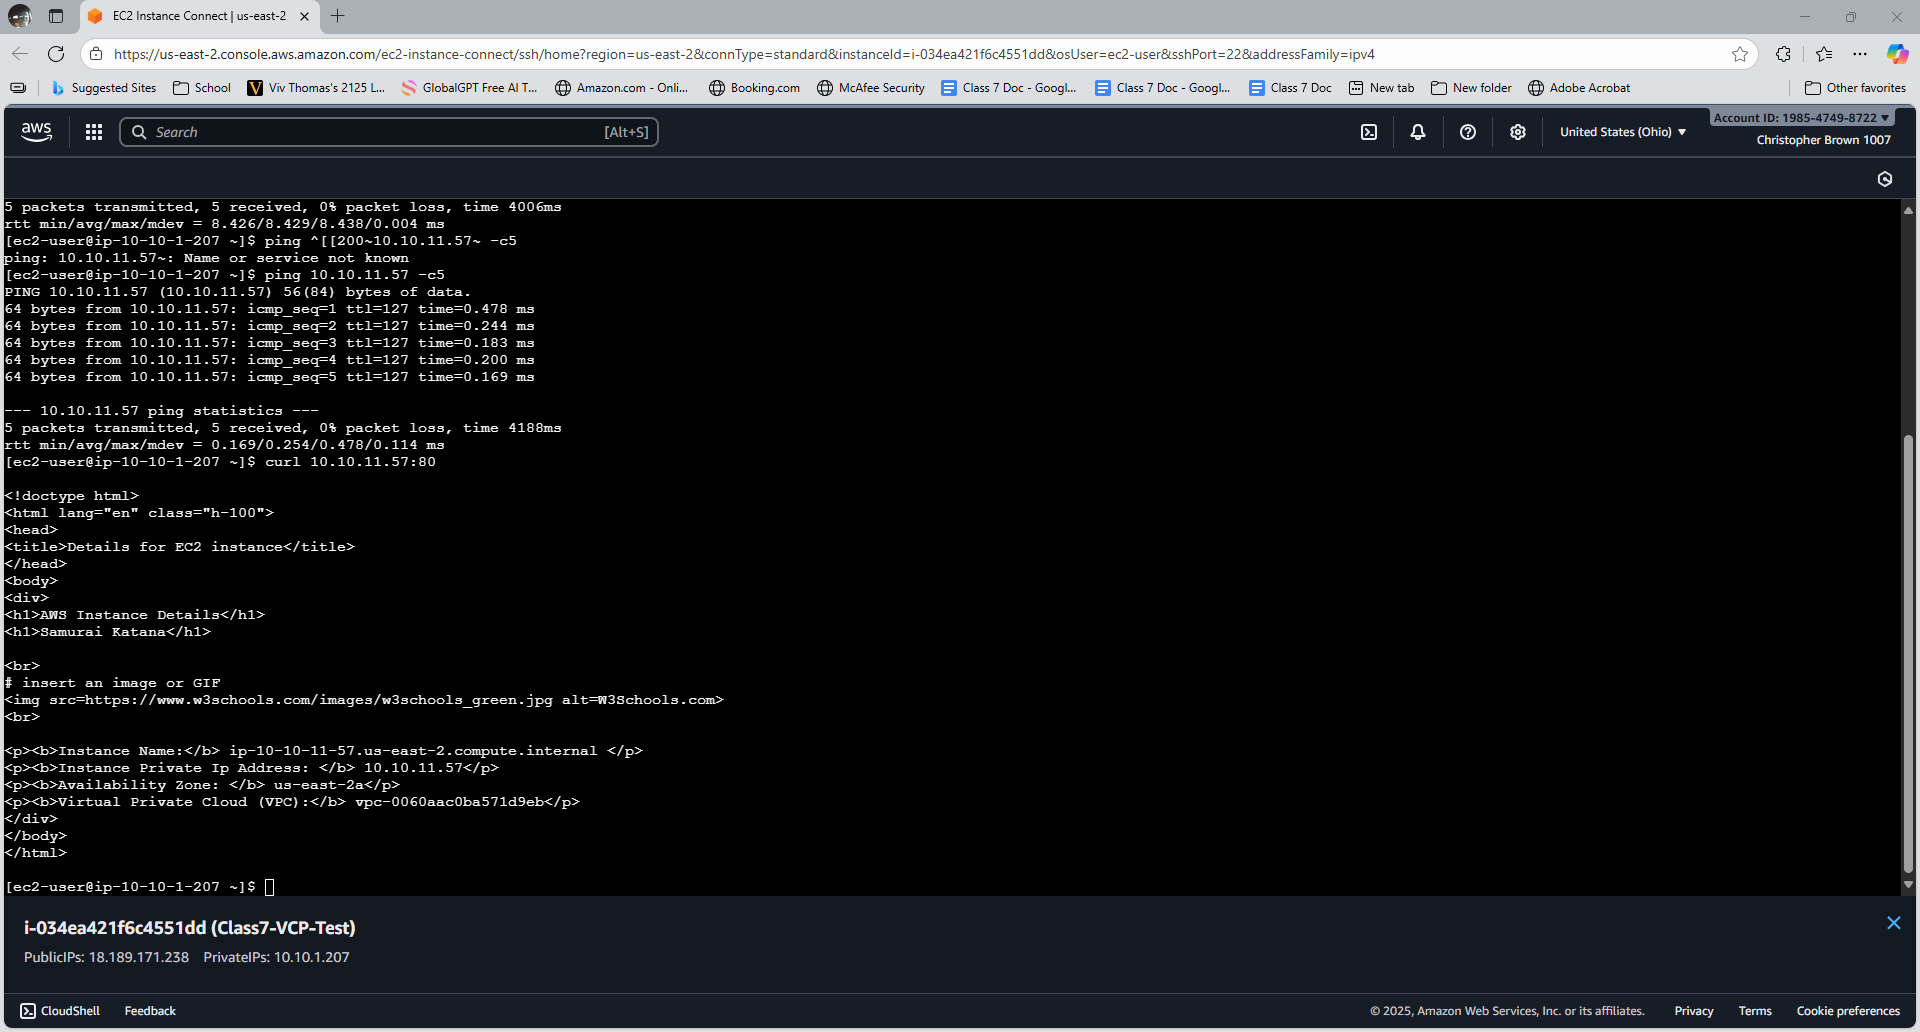 EC2 Instance Connect | us-east-2
https://us-east-2.console.aws.amazon.com/ec2-instance-connect/ssh/home?region=us-east-2&connType=standard&instanceId=i-034ea421f6c4551dd&osUser=ec2-user&sshPort=22&addressFamily=ipv4
Suggested Sites School Viv Thomas's 2125 L... GlobalGPT Free AI T... Amazon.com - Onli... Booking.com McAfee Security Class 7 Doc - Googl... Class 7 Doc - Googl... Class 7 Doc New tab New folder Adobe Acrobat Other favorites
aws Search [Alt+S] United States (Ohio) Account ID: 1985-4749-8722
Christopher Brown 1007
5 packets transmitted, 5 received, 0% packet loss, time 4006ms
rtt min/avg/max/mdev = 8.426/8.429/8.438/0.004 ms
[ec2-user@ip-10-10-1-207 ~]$ ping ^[[200~10.10.11.57~ -c5
ping: 10.10.11.57~: Name or service not known
[ec2-user@ip-10-10-1-207 ~]$ ping 10.10.11.57 -c5
PING 10.10.11.57 (10.10.11.57) 56(84) bytes of data.
64 bytes from 10.10.11.57: icmp_seq=1 ttl=127 time=0.478 ms
64 bytes from 10.10.11.57: icmp_seq=2 ttl=127 time=0.244 ms
64 bytes from 10.10.11.57: icmp_seq=3 ttl=127 time=0.183 ms
64 bytes from 10.10.11.57: icmp_seq=4 ttl=127 time=0.200 ms
64 bytes from 10.10.11.57: icmp_seq=5 ttl=127 time=0.169 ms
--- 10.10.11.57 ping statistics ---
5 packets transmitted, 5 received, 0% packet loss, time 4188ms
rtt min/avg/max/mdev = 0.169/0.254/0.478/0.114 ms
[ec2-user@ip-10-10-1-207 ~]$ curl 10.10.11.57:80
<!doctype html>
<html lang="en" class="h-100">
<head>
<title>Details for EC2 instance</title>
</head>
<body>
<div>
<h1>AWS Instance Details</h1>
<h1>Samurai Katana</h1>
<br>
# insert an image or GIF
<img src=https://www.w3schools.com/images/w3schools_green.jpg alt=W3Schools.com>
<br>
<p><b>Instance Name:</b> ip-10-10-11-57.us-east-2.compute.internal </p>
<p><b>Instance Private Ip Address: </b> 10.10.11.57</p>
<p><b>Availability Zone: </b> us-east-2a</p>
<p><b>Virtual Private Cloud (VPC):</b> vpc-0060aac0ba571d9eb</p>
</div>
</body>
</html>
[ec2-user@ip-10-10-1-207 ~]$
i-034ea421f6c4551dd (Class7-VCP-Test)
PublicIPs: 18.189.171.238 PrivateIPs: 10.10.1.207
CloudShell Feedback © 2025, Amazon Web Services, Inc. or its affiliates. Privacy Terms Cookie preferences